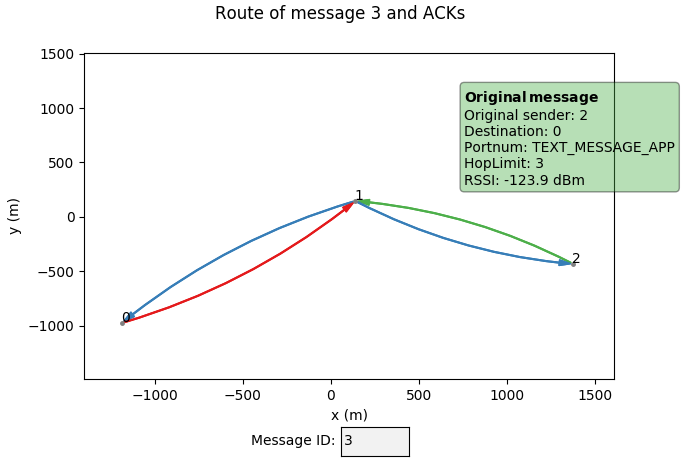 Route of message 3 and ACKs
1500
1000
500
0
−500
−1000
y (m)
Original message
Original sender: 2
Destination: 0
Portnum: TEXT_MESSAGE_APP
HopLimit: 3
RSSI: -123.9 dBm
1
2
0
−1000
−500
0
500
1000
1500
x (m)
Message ID: 3